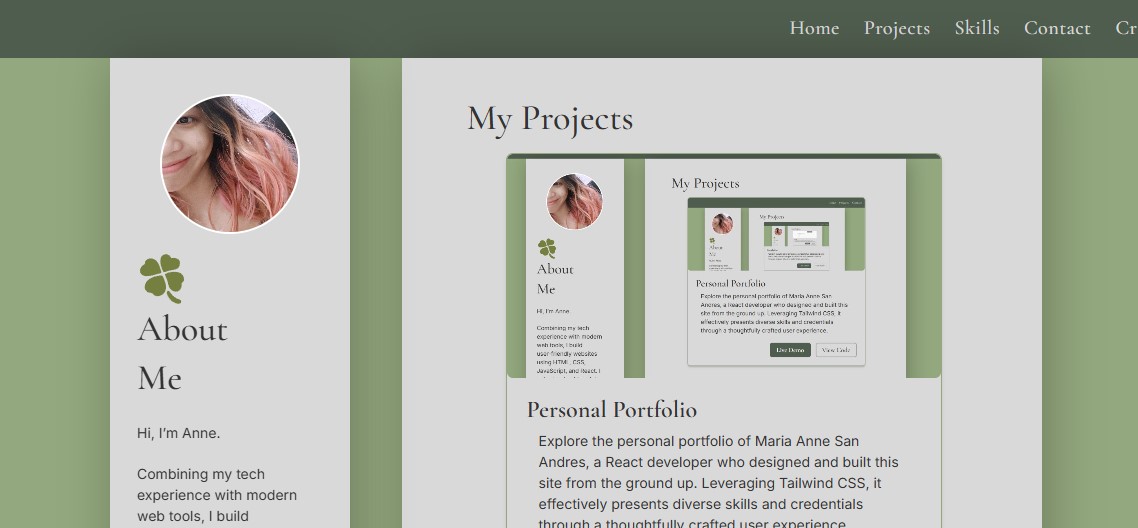 Home Projects Skills Contact Cr
About
Me
Hi, I'm Anne.
Combining my tech
experience with modern
web tools, I build
My Projects
About
Me
Hi, I'm Anne.
Combining my tech
experience with modern
web tools, I build
user-friendly websites
using HTML, CSS,
JavaScript, and React. I
My Projects
My Projects
About
Me
Personal Portfolio
Explore the personal portfolio of Maria Anne San
Andres, a React developer who designed and built this
site from the ground up. Leveraging Tailwind CSS, it
effectively presents diverse skills and credentials
through a thoughtfully crafted user experience.
Live Demo View Code
Personal Portfolio
Explore the personal portfolio of Maria Anne San
Andres, a React developer who designed and built this
site from the ground up. Leveraging Tailwind CSS, it
effectively presents diverse skills and credentials
through a thoughtfully crafted user experience.